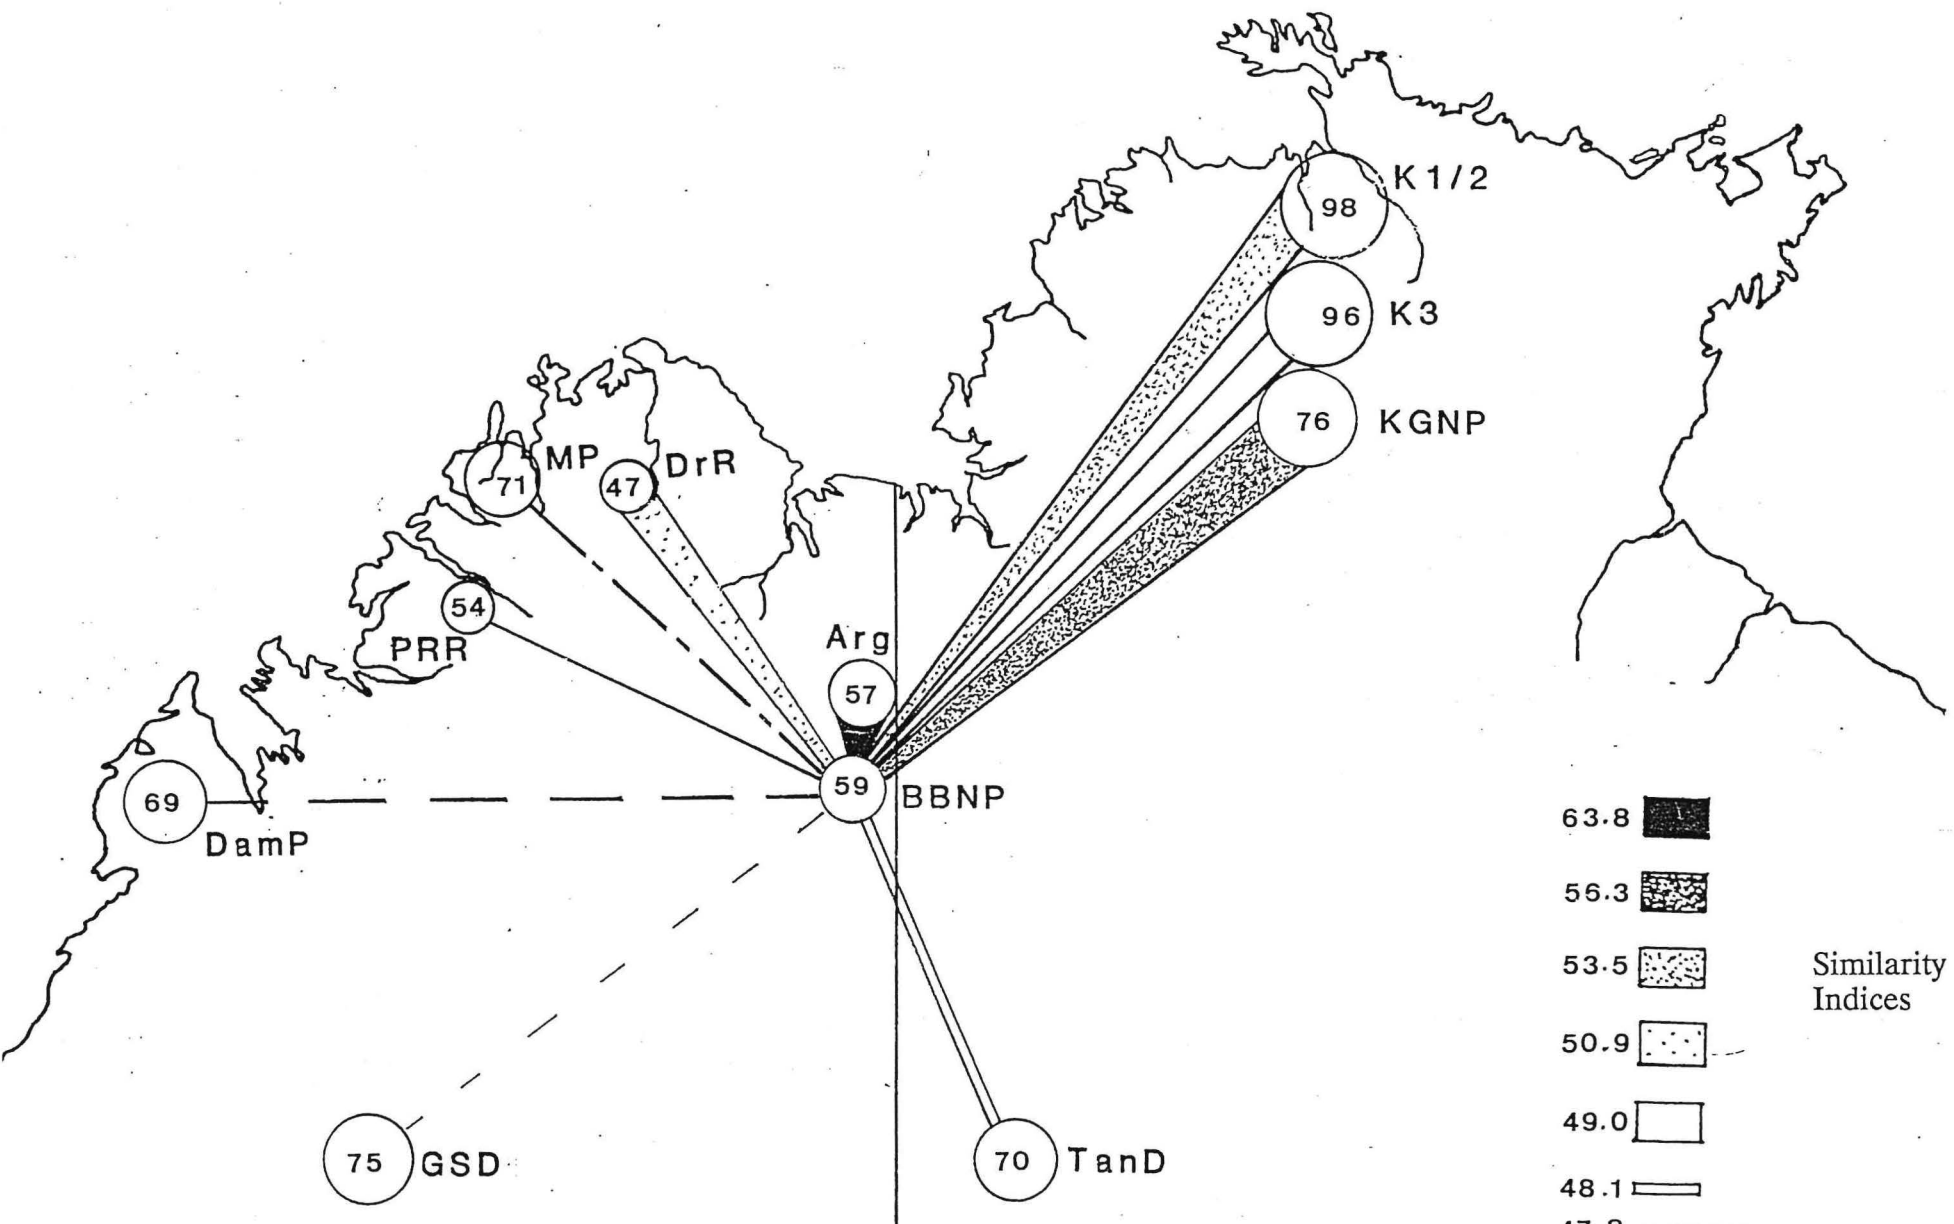 K1/2
98
96
K3
76
KGNP
MP
DrR
71
47
54
PRR
Arg
57
59
BBNP
69
DamP
75
GSD
70
TanD
63.8
56.3
53.5
50.9
49.0
48.1
Similarity
Indices